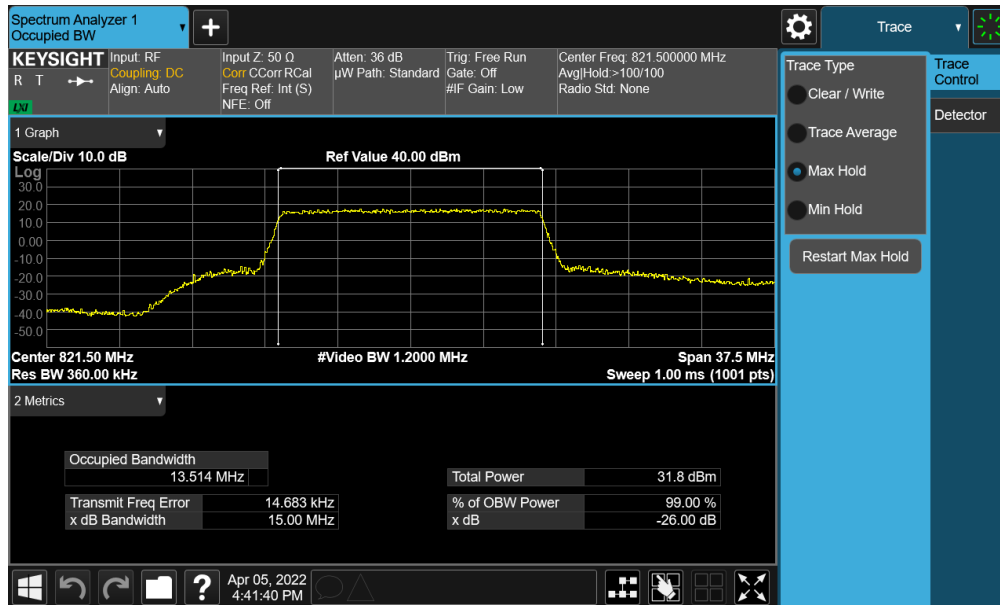 Spectrum Analyzer 1
Occupied BW
Trace
KEYSIGHT
R T
LXI
Input: RF
Coupling: DC
Align: Auto
Input Z: 50 Ω
Corr CCorr RCal
Freq Ref: Int (S)
NFE: Off
Atten: 36 dB
µW Path: Standard
Trig: Free Run
Gate: Off
#IF Gain: Low
Center Freq: 821.500000 MHz
Avg|Hold:>100/100
Radio Std: None
1 Graph
Scale/Div 10.0 dB
Ref Value 40.00 dBm
Log
30.0
20.0
10.0
0.00
-10.0
-20.0
-30.0
-40.0
-50.0
Center 821.50 MHz
#Video BW 1.2000 MHz
Span 37.5 MHz
Res BW 360.00 kHz
Sweep 1.00 ms (1001 pts)
2 Metrics
Occupied Bandwidth
13.514 MHz
Total Power 31.8 dBm
Transmit Freq Error 14.683 kHz
% of OBW Power 99.00 %
x dB Bandwidth 15.00 MHz
x dB -26.00 dB
?
Apr 05, 2022
4:41:40 PM
Trace Type
Clear / Write
Trace Average
Max Hold
Min Hold
Restart Max Hold
Trace
Control
Detector